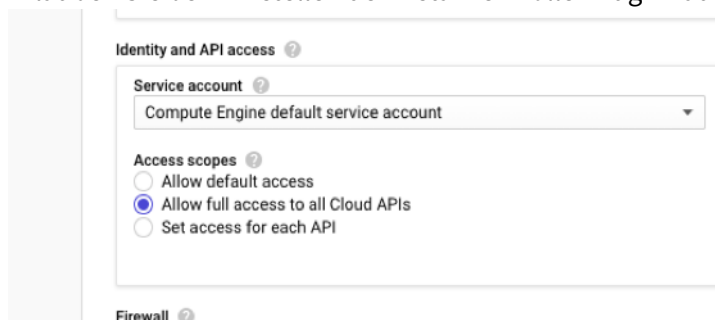 Identity and API access
Service account
Compute Engine default service account
Access scopes
Allow default access
Allow full access to all Cloud APIs
Set access for each API
Firewall